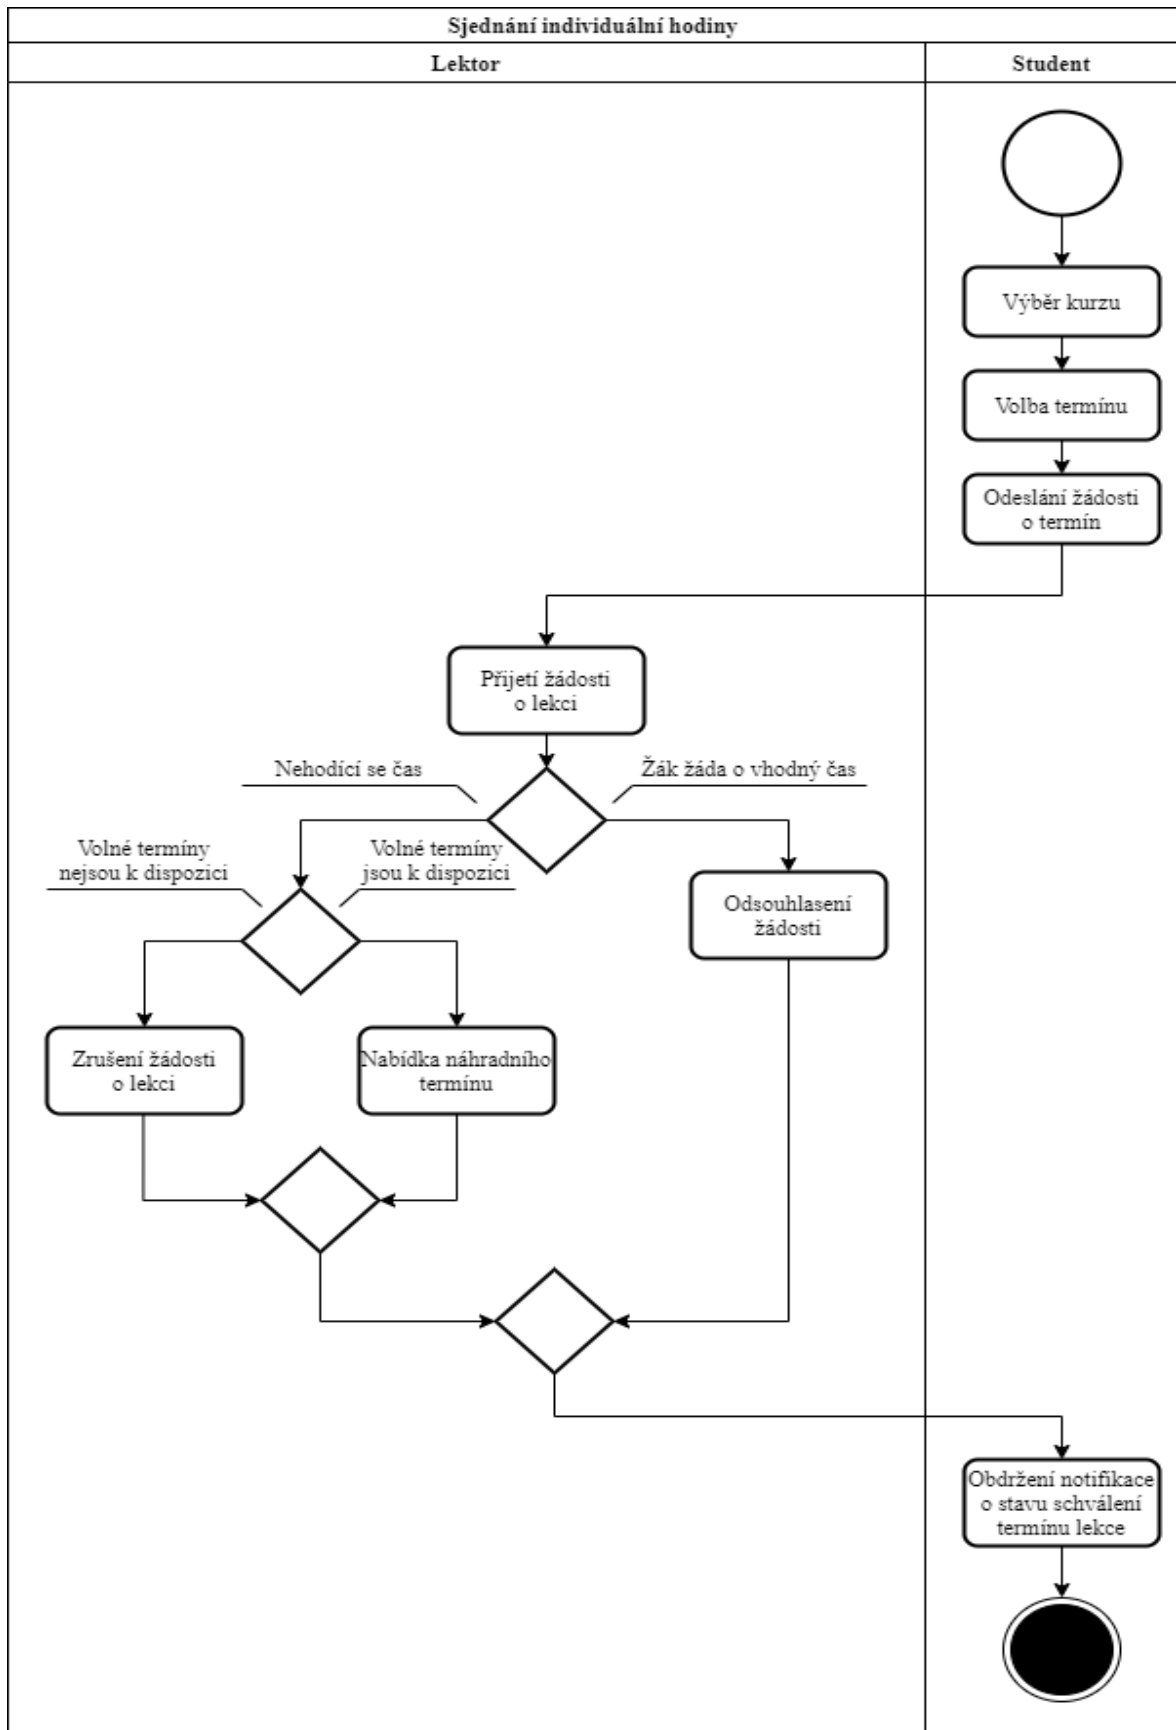 Sjednání individuální hodiny
Lektor
Student
Výběr kurzu
Volba termínu
Odeslání žádosti
o termín
Přijetí žádosti
o lekci
Nehodící se čas
Žák žáda o vhodný čas
Volné termíny
nejsou k dispozici
Volné termíny
jsou k dispozici
Odsouhlasení
žádosti
Zrušení žádosti
o lekci
Nabídka náhradního
termínu
Obdržení notifikace
o stavu schválení
termínu lekce